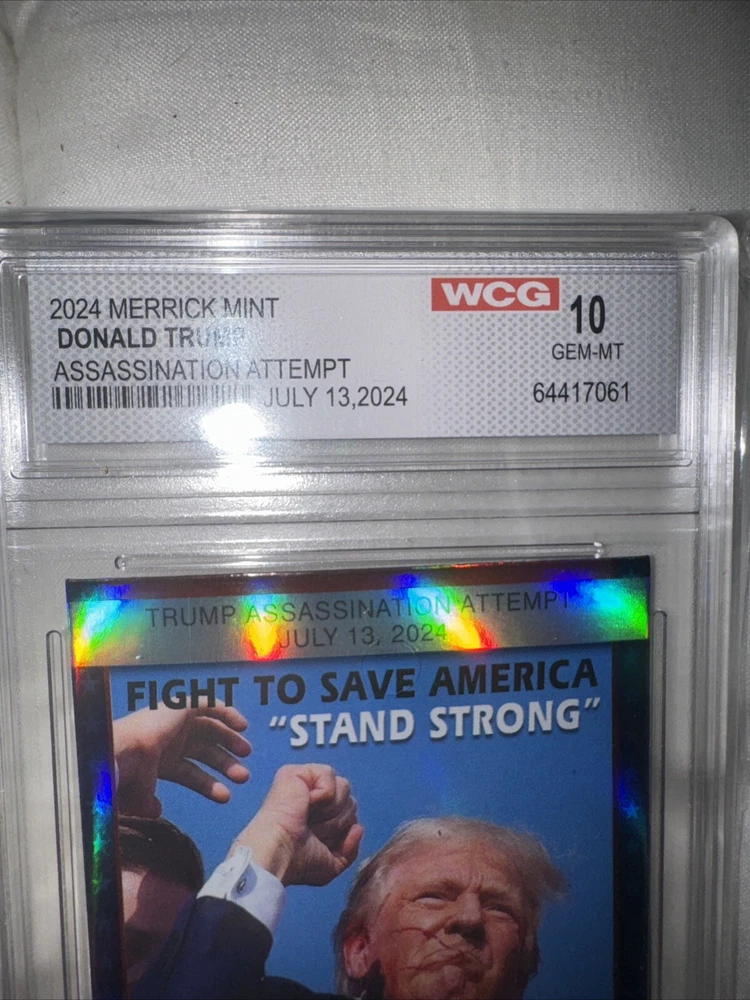 2024 MERRICK MINT
WCG
10
DONALD TRUMP
GEM-MT
ASSASSINATION ATTEMPT
JULY 13,2024
64417061
TRUMP ASSASSINATION ATTEMPT
JULY 13, 2024
FIGHT TO SAVE AMERICA
“STAND STRONG”